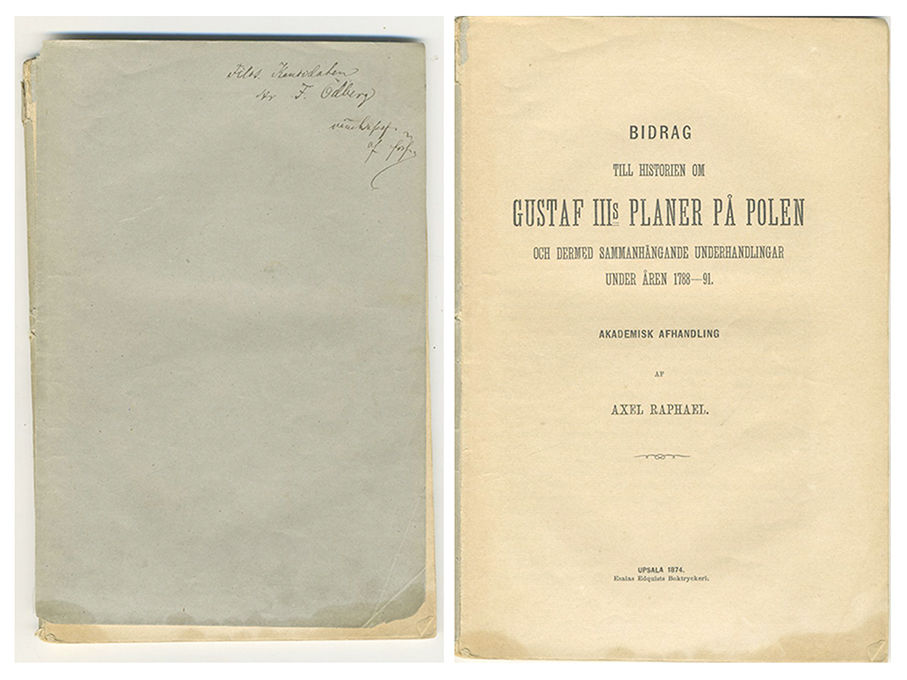 Filos. Kandidaten
Hr F. Ödberg
af förf.
BIDRAG
TILL HISTORIEN OM
GUSTAF IIIs PLANER PÅ POLEN
OCH DERMED SAMMANHÄNGANDE UNDERHANDLINGAR
UNDER ÅREN 1788—91.
AKADEMISK AFHANDLING
AF
AXEL RAPHAEL.
UPSALA 1874.
Esaias Edquists Boktryckeri.